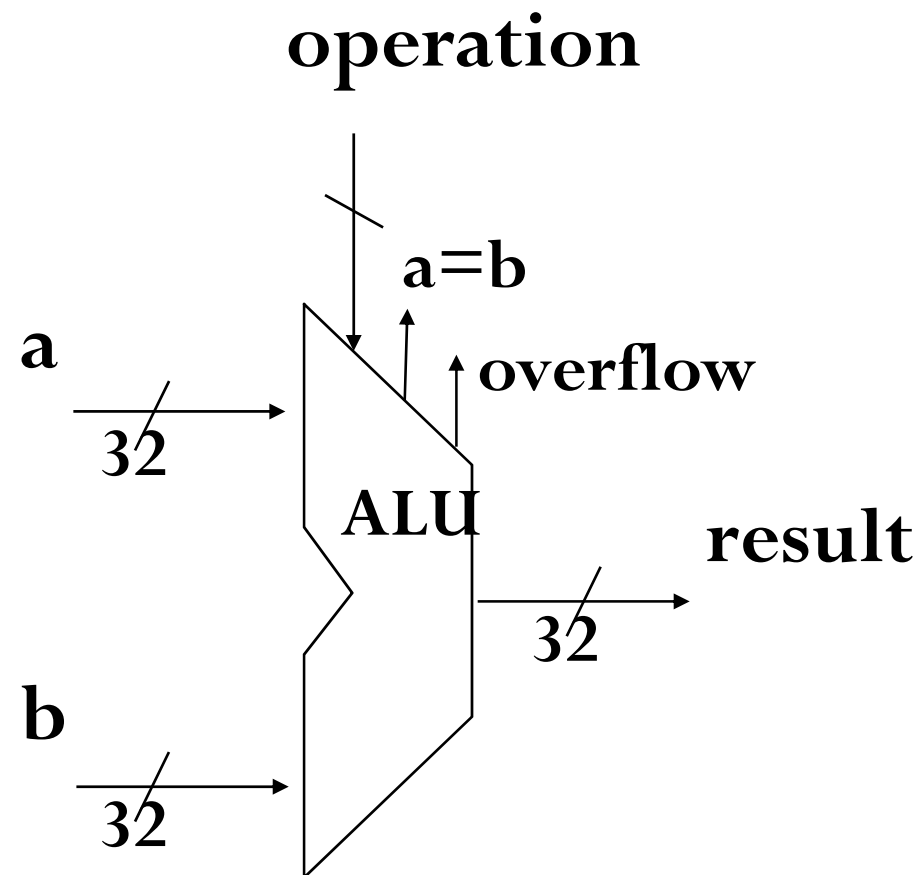 operation
a=b
a
overflow
32
ALU
result
32
b
32